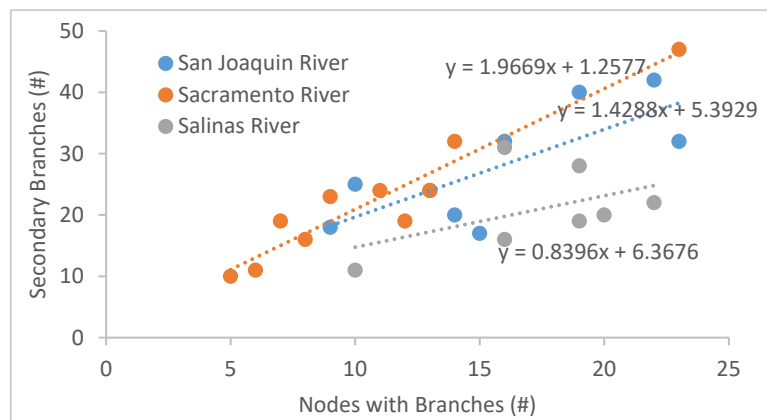 50
40
30
20
10
0
Secondary Branches (#)
San Joaquin River
Sacramento River
Salinas River
y = 1.9669x + 1.2577
y = 1.4288x + 5.3929
y = 0.8396x + 6.3676
0 5 10 15 20 25
Nodes with Branches (#)